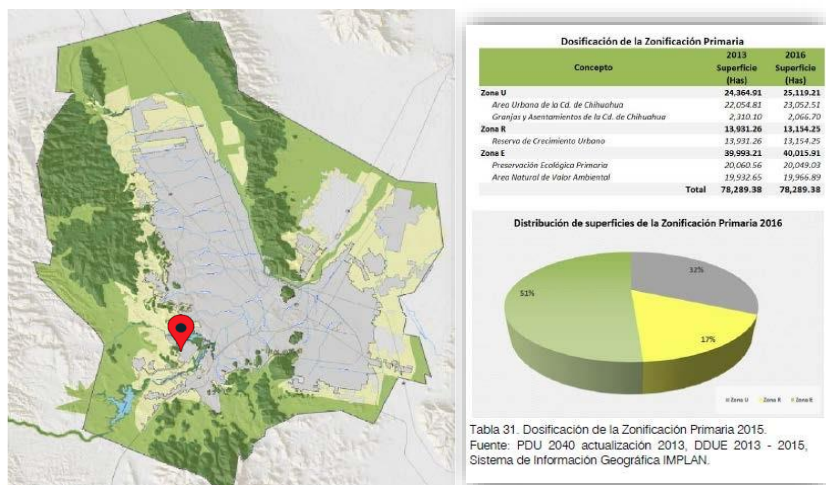 Dosificación de la Zonificación Primaria
Concepto 2013 Superficie (Has) 2016 Superficie (Has)
Zona U 24,364.91 25,119.21
Area Urbana de la Cd. de Chihuahua 22,054.81 23,052.51
Granjas y Asentamientos de la Cd. de Chihuahua 2,310.10 2,066.70
Zona R 13,931.26 13,154.25
Reserva de Crecimiento Urbano 13,931.26 13,154.25
Zona E 39,993.21 40,015.91
Preservación Ecológica Primaria 20,060.56 20,049.03
Area Natural de Valor Ambiental 19,932.65 19,966.89
Total 78,289.38 78,289.38
Distribución de superficies de la Zonificación Primaria 2016
32%
51%
17%
Zona U Zona R Zona E
Tabla 31. Dosificación de la Zonificación Primaria 2015.
Fuente: PDU 2040 actualización 2013, DDUE 2013 - 2015,
Sistema de Información Geográfica IMPLAN.